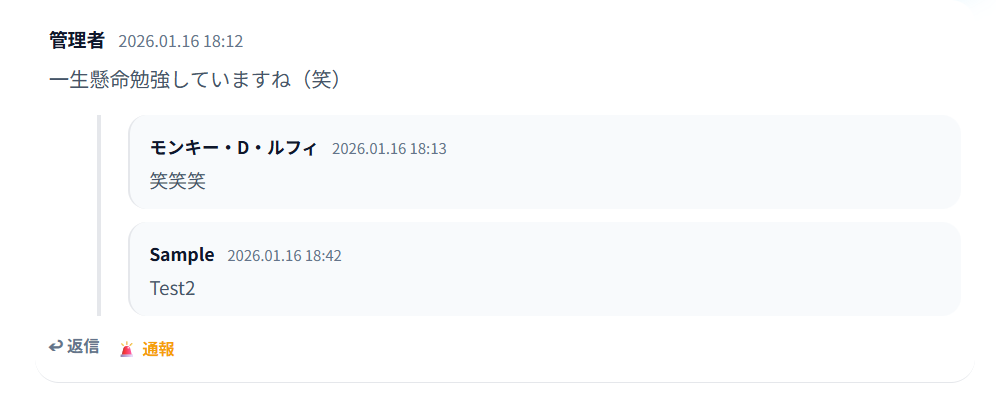 管理者 2026.01.16 18:12
一生懸命勉強していますね（笑）
モンキー・D・ルフィ 2026.01.16 18:13
笑笑笑
Sample 2026.01.16 18:42
Test2
↩ 返信 🚨 通報